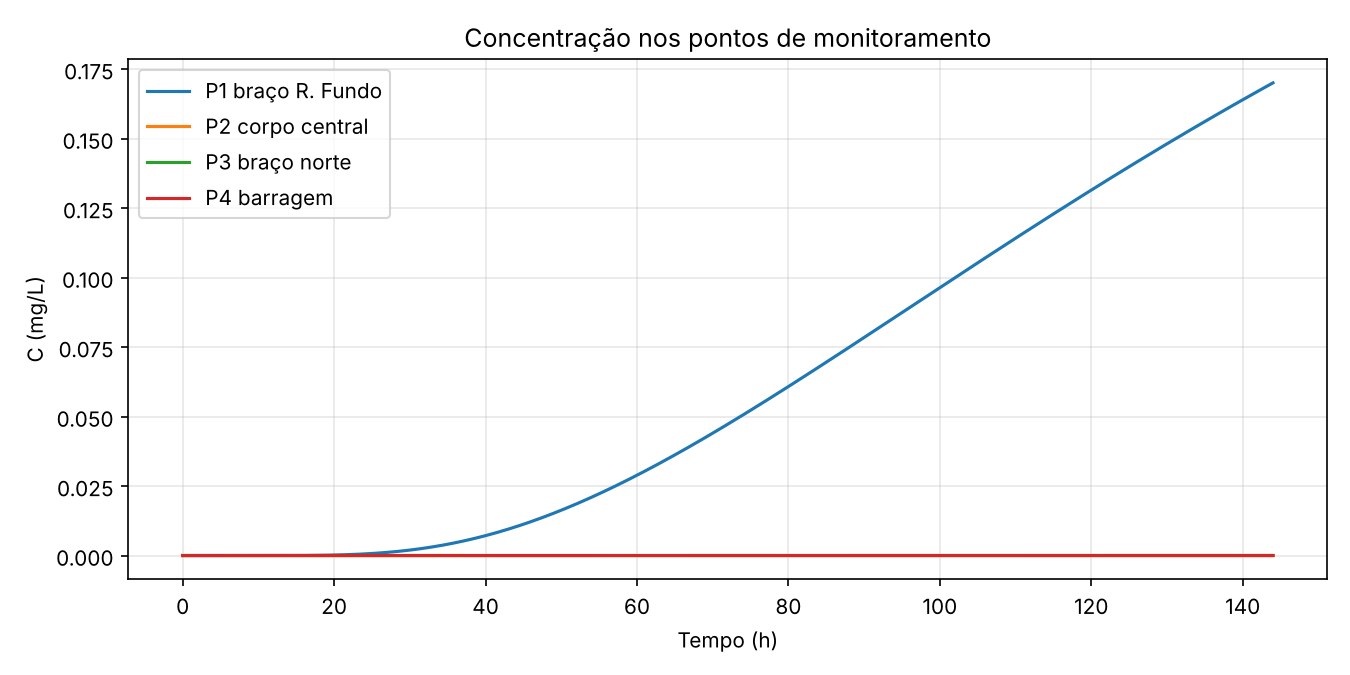 Concentração nos pontos de monitoramento
0.175
0.150
0.125
0.100
0.075
0.050
0.025
0.000
C (mg/L)
P1 braço R. Fundo
P2 corpo central
P3 braço norte
P4 barragem
0 20 40 60 80 100 120 140
Tempo (h)